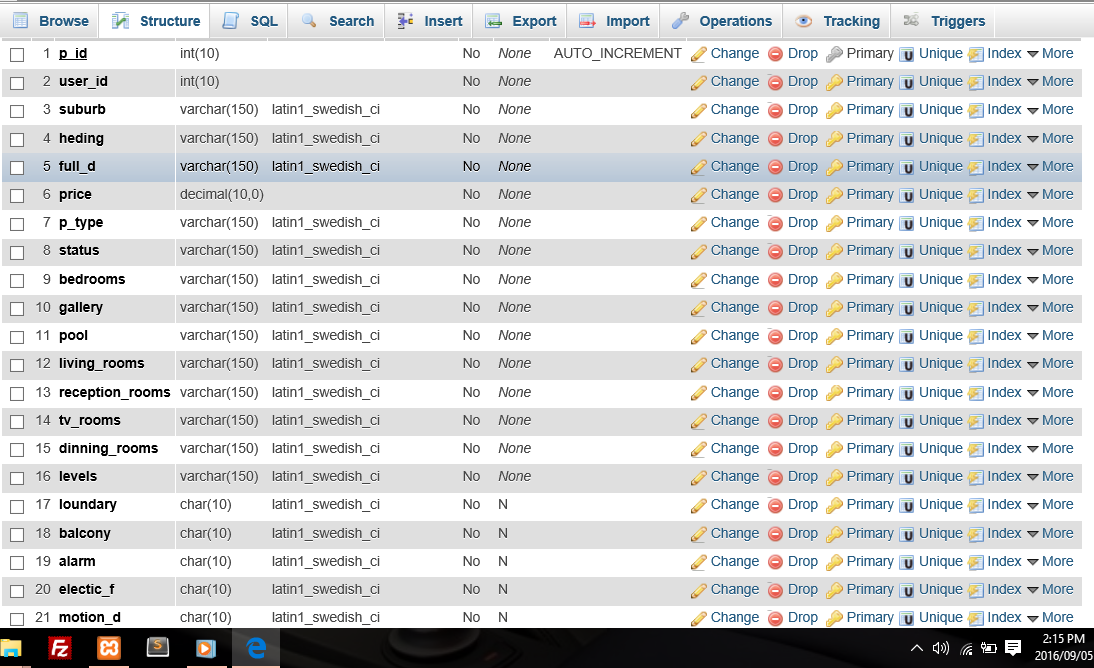 Browse Structure SQL Search Insert Export Import Operations Tracking Triggers
1 p_id int(10) No None AUTO_INCREMENT Change Drop Primary Unique Index More
2 user_id int(10) No None Change Drop Primary Unique Index More
3 suburb varchar(150) latin1_swedish_ci No None Change Drop Primary Unique Index More
4 heding varchar(150) latin1_swedish_ci No None Change Drop Primary Unique Index More
5 full_d varchar(150) latin1_swedish_ci No None Change Drop Primary Unique Index More
6 price decimal(10,0) No None Change Drop Primary Unique Index More
7 p_type varchar(150) latin1_swedish_ci No None Change Drop Primary Unique Index More
8 status varchar(150) latin1_swedish_ci No None Change Drop Primary Unique Index More
9 bedrooms varchar(150) latin1_swedish_ci No None Change Drop Primary Unique Index More
10 gallery varchar(150) latin1_swedish_ci No None Change Drop Primary Unique Index More
11 pool varchar(150) latin1_swedish_ci No None Change Drop Primary Unique Index More
12 living_rooms varchar(150) latin1_swedish_ci No None Change Drop Primary Unique Index More
13 reception_rooms varchar(150) latin1_swedish_ci No None Change Drop Primary Unique Index More
14 tv_rooms varchar(150) latin1_swedish_ci No None Change Drop Primary Unique Index More
15 dinning_rooms varchar(150) latin1_swedish_ci No None Change Drop Primary Unique Index More
16 levels varchar(150) latin1_swedish_ci No None Change Drop Primary Unique Index More
17 loundary char(10) latin1_swedish_ci No N Change Drop Primary Unique Index More
18 balcony char(10) latin1_swedish_ci No N Change Drop Primary Unique Index More
19 alarm char(10) latin1_swedish_ci No N Change Drop Primary Unique Index More
20 electic_f char(10) latin1_swedish_ci No N Change Drop Primary Unique Index More
21 motion_d char(10) latin1_swedish_ci No N Change Drop Primary Unique Index More
2:15 PM
2016/09/05